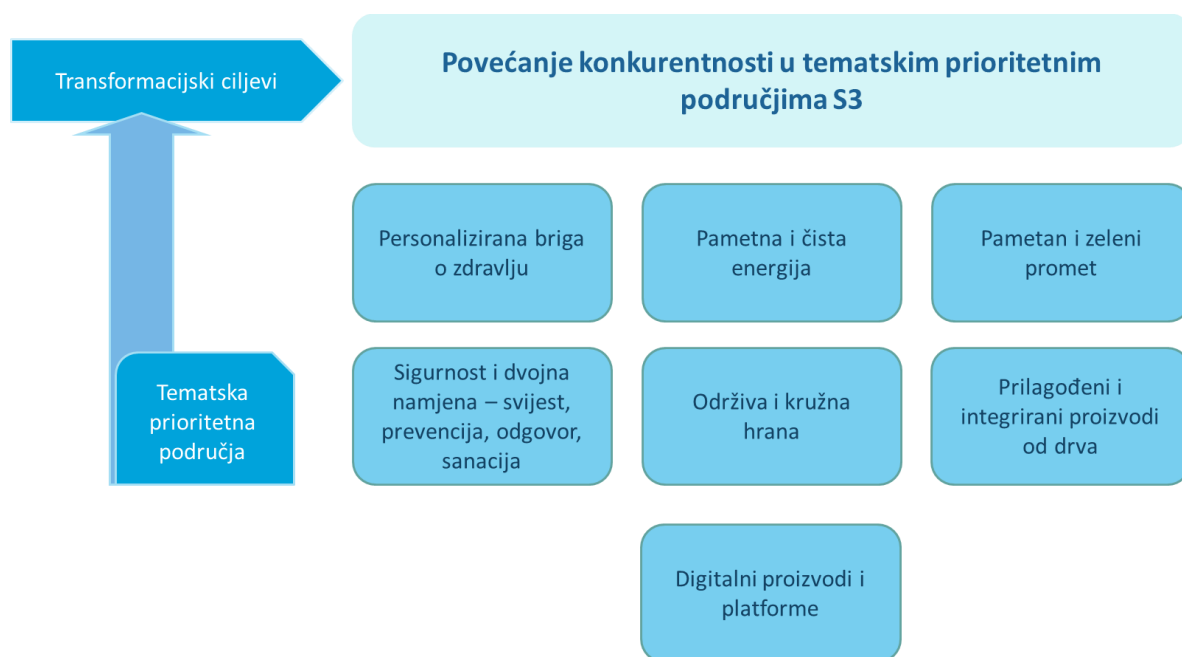 Transformacijski ciljevi
Povećanje konkurentnosti u tematskim prioritetnim
područjima S3
Personalizirana briga
o zdravlju
Pametna i čista
energija
Pametan i zeleni
promet
Tematska
prioritetna
područja
Sigurnost i dvojna
namjena – svijest,
prevencija, odgovor,
sanacija
Održiva i kružna
hrana
Prilagođeni i
integrirani proizvodi
od drva
Digitalni proizvodi i
platforme